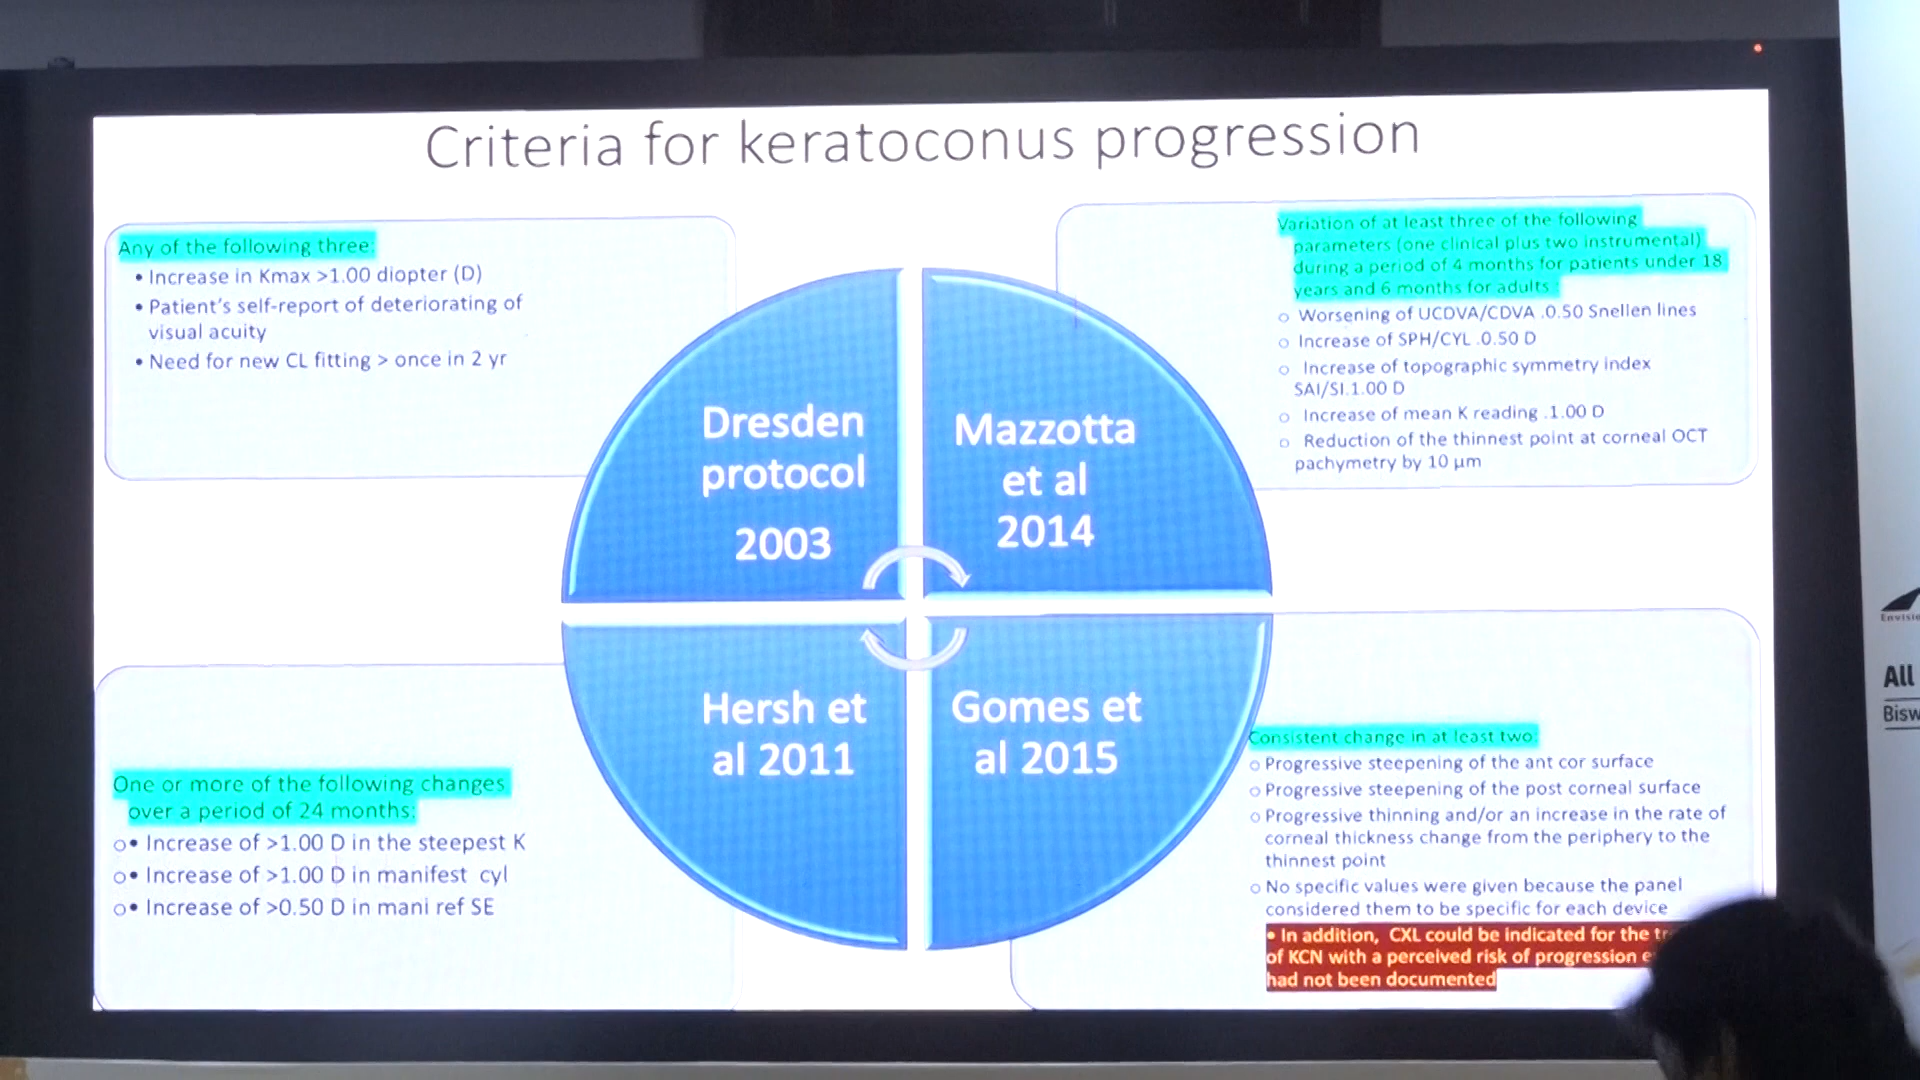 Criteria for keratoconus progression
Any of the following three:
• Increase in Kmax >1.00 diopter (D)
• Patient's self-report of deteriorating of
visual acuity
• Need for new CL fitting > once in 2 yr
Variation of at least three of the following
parameters (one clinical plus two instrumental)
during a period of 4 months for patients under 18
years and 6 months for adults :
o Worsening of UCDVA/CDVA .0.50 Snellen lines
o Increase of SPH/CYL .0.50 D
o Increase of topographic symmetry index
SAI/SI.1.00 D
o Increase of mean K reading .1.00 D
o Reduction of the thinnest point at corneal OCT
pachymetry by 10 µm
Dresden
protocol
2003
Mazzotta
et al
2014
Hersh et
al 2011
Gomes et
al 2015
One or more of the following changes
over a period of 24 months:
o• Increase of >1.00 D in the steepest K
o• Increase of >1.00 D in manifest cyl
o• Increase of >0.50 D in mani ref SE
Consistent change in at least two:
o Progressive steepening of the ant cor surface
o Progressive steepening of the post corneal surface
o Progressive thinning and/or an increase in the rate of
corneal thickness change from the periphery to the
thinnest point
o No specific values were given because the panel
considered them to be specific for each device
• In addition, CXL could be indicated for the
of KCN with a perceived risk of progression
had not been documented
All